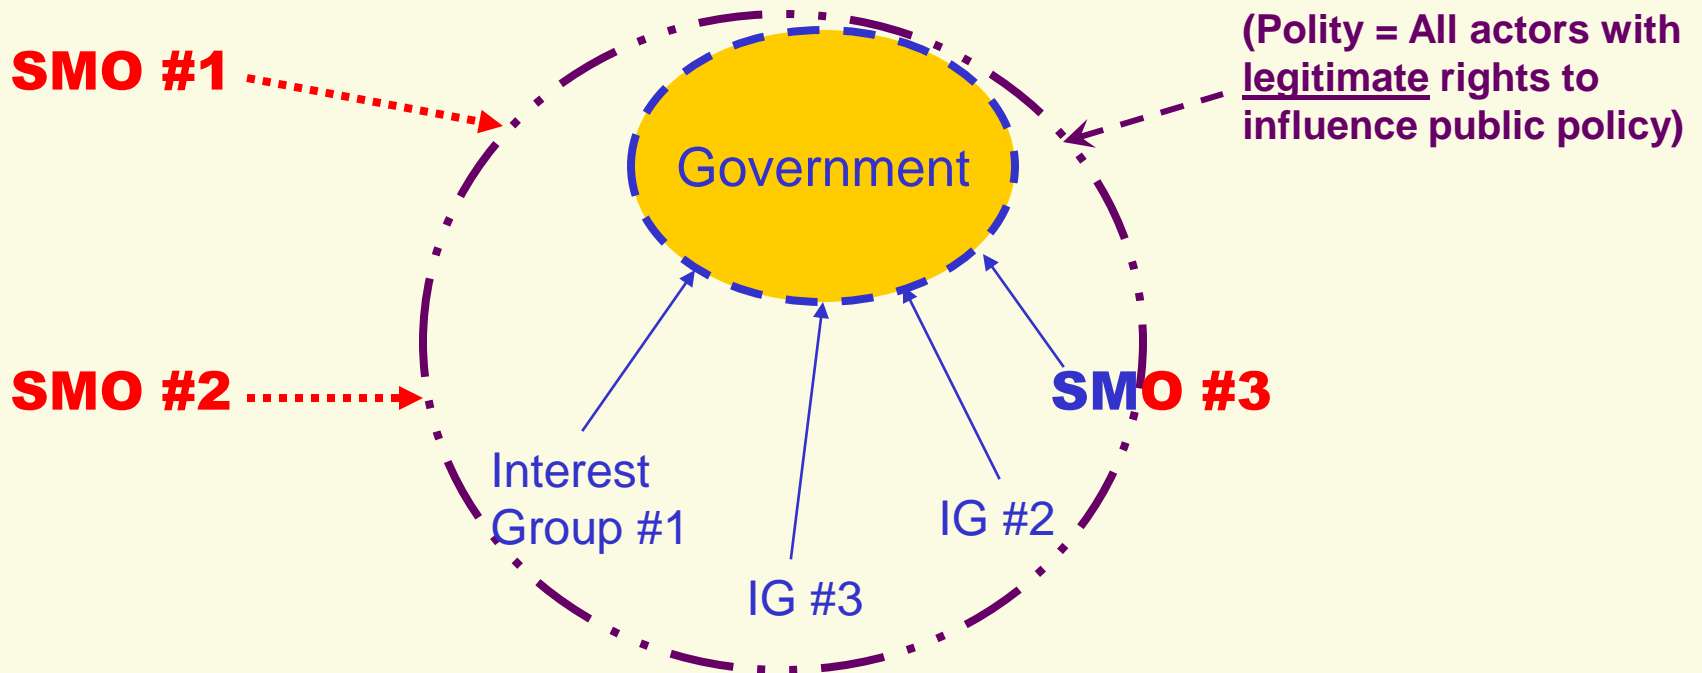 SMO #1
(Polity = All actors with
legitimate rights to
influence public policy)
Government
SMO #2
SMO #3
Interest
Group #1
IG #2
IG #3